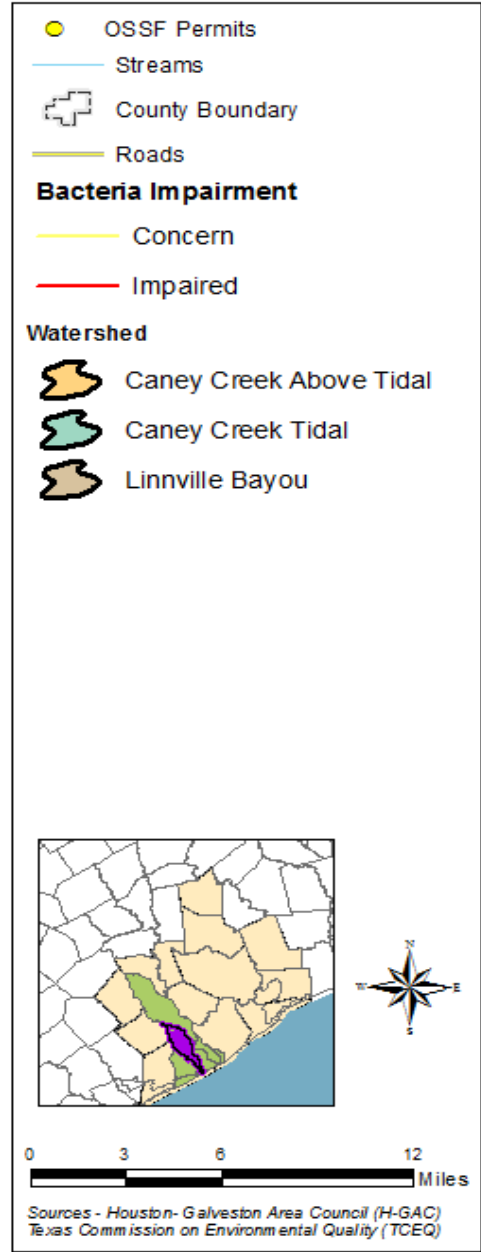 OSSF Permits
Streams
County Boundary
Roads
Bacteria Impairment
Concern
Impaired
Watershed
Caney Creek Above Tidal
Caney Creek Tidal
Linnville Bayou
N
W E
S
0 3 6 12
Miles
Sources - Houston- Galveston Area Council (H-GAC)
Texas Commission on Environmental Quality (TCEQ)